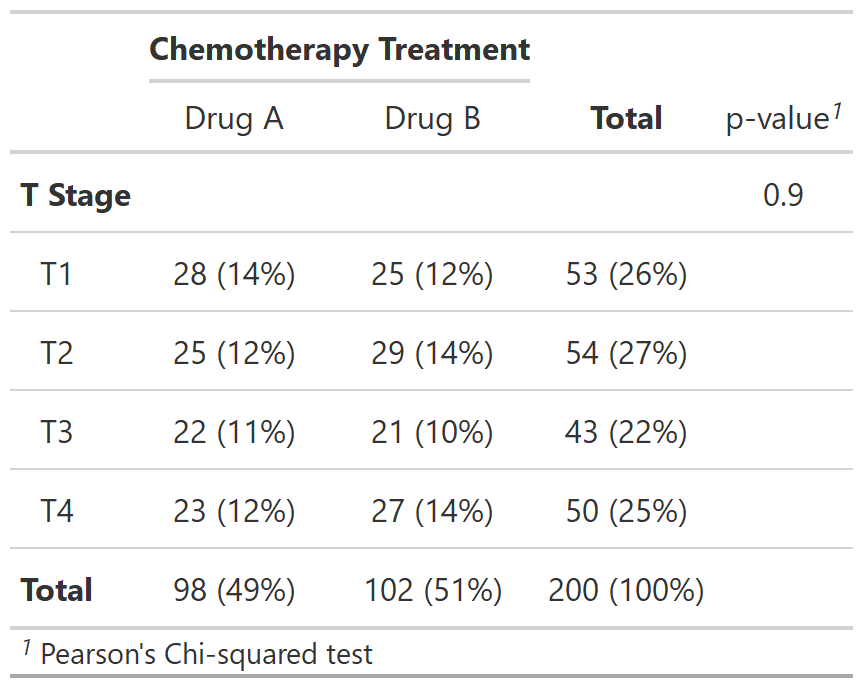 Chemotherapy Treatment
Drug A Drug B Total p-value1
T Stage 0.9
T1 28 (14%) 25 (12%) 53 (26%)
T2 25 (12%) 29 (14%) 54 (27%)
T3 22 (11%) 21 (10%) 43 (22%)
T4 23 (12%) 27 (14%) 50 (25%)
Total 98 (49%) 102 (51%) 200 (100%)
1 Pearson's Chi-squared test